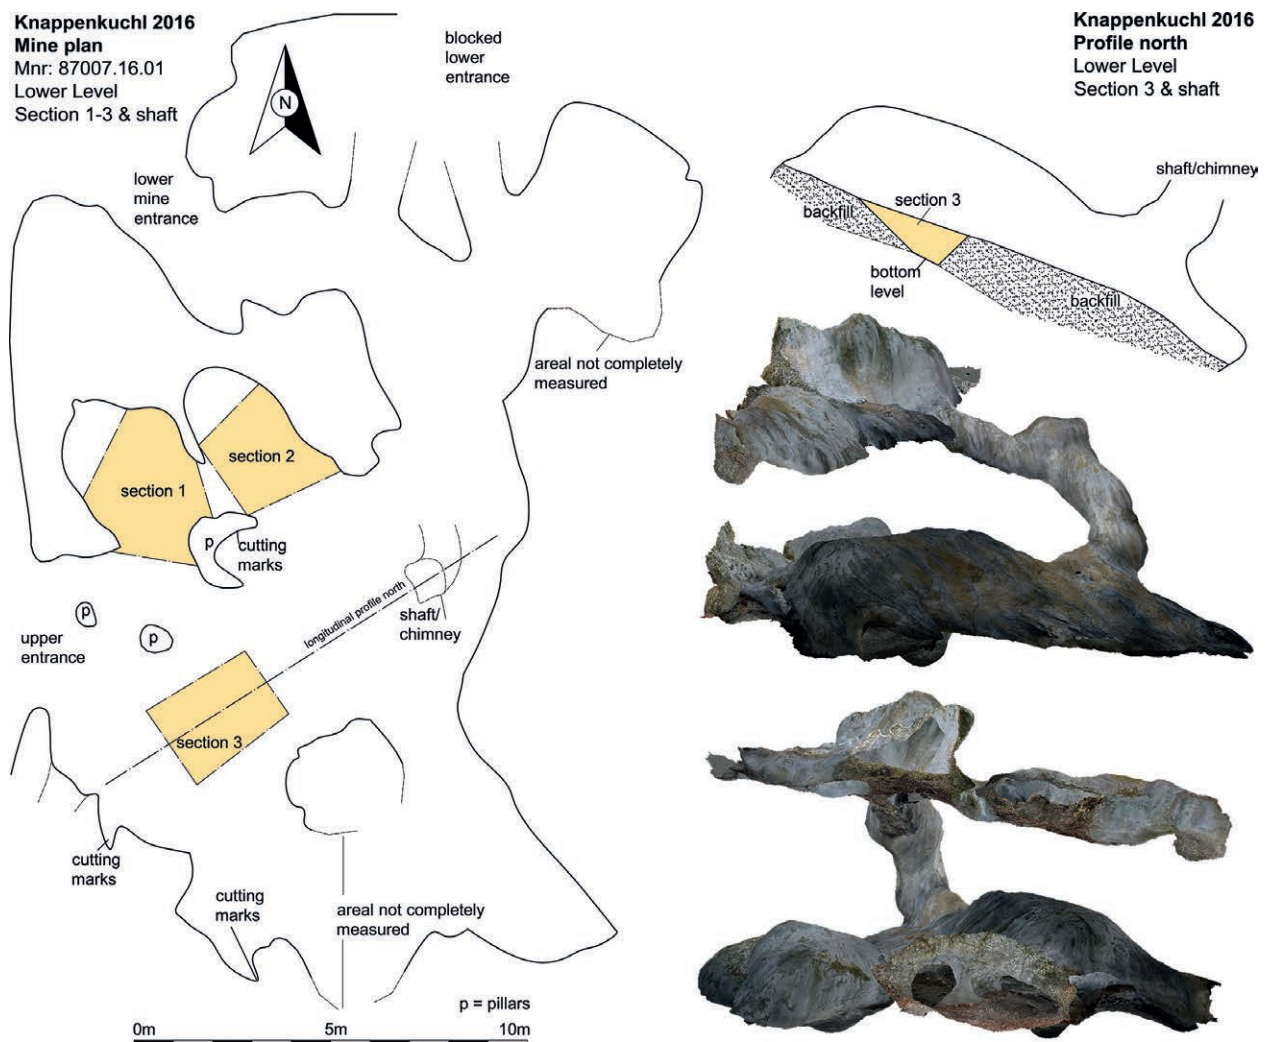 Knappenkuchl 2016
Mine plan
Mnr: 87007.16.01
Lower Level
Section 1-3 & shaft
N
blocked
lower
entrance
lower
mine
entrance
areal not completely
measured
section 2
section 1
p
cutting
marks
p
p
upper
entrance
longitudinal profile north
shaft/
chimney
section 3
cutting
marks
cutting
marks
areal not completely
measured
p = pillars
0m
5m
10m
Knappenkuchl 2016
Profile north
Lower Level
Section 3 & shaft
shaft/chimney
section 3
backfill
bottom
level
backfill